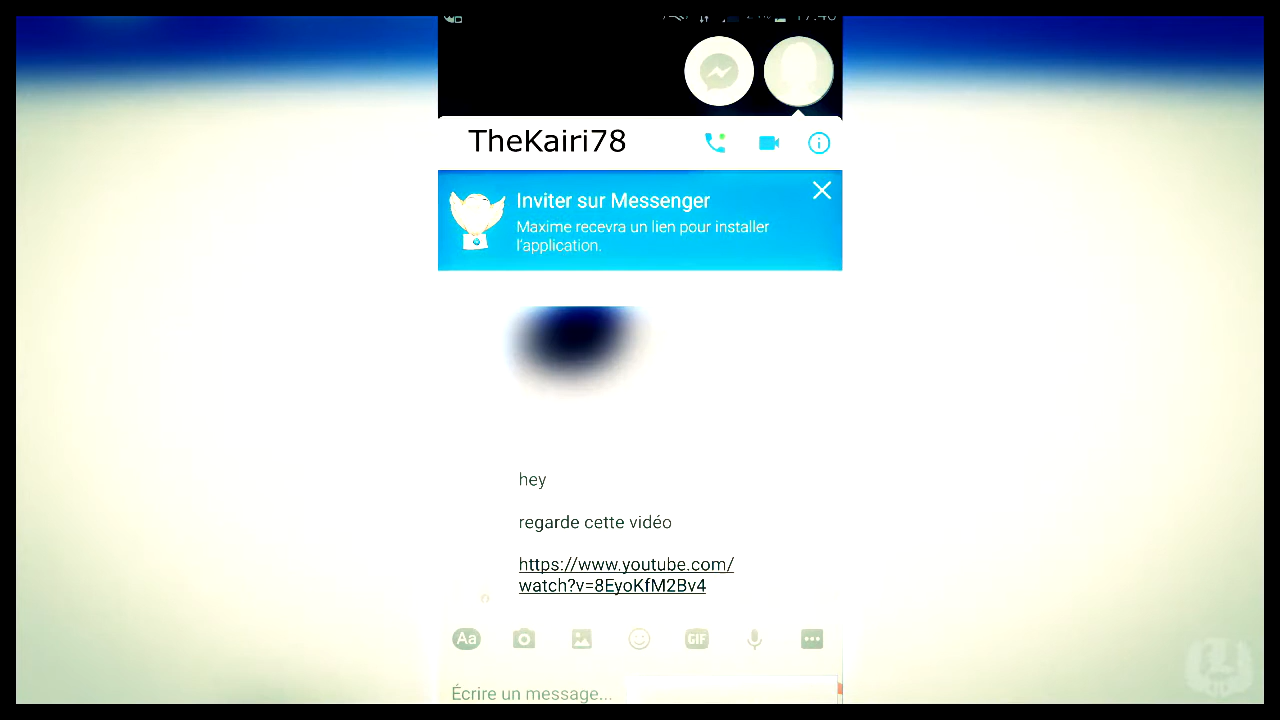 TheKairi78
Inviter sur Messenger
Maxime recevra un lien pour installer
l'application.
hey
regarde cette vidéo
https://www.youtube.com/
watch?v=8EyoKfM2Bv4
Aa
GIF
Écrire un message...